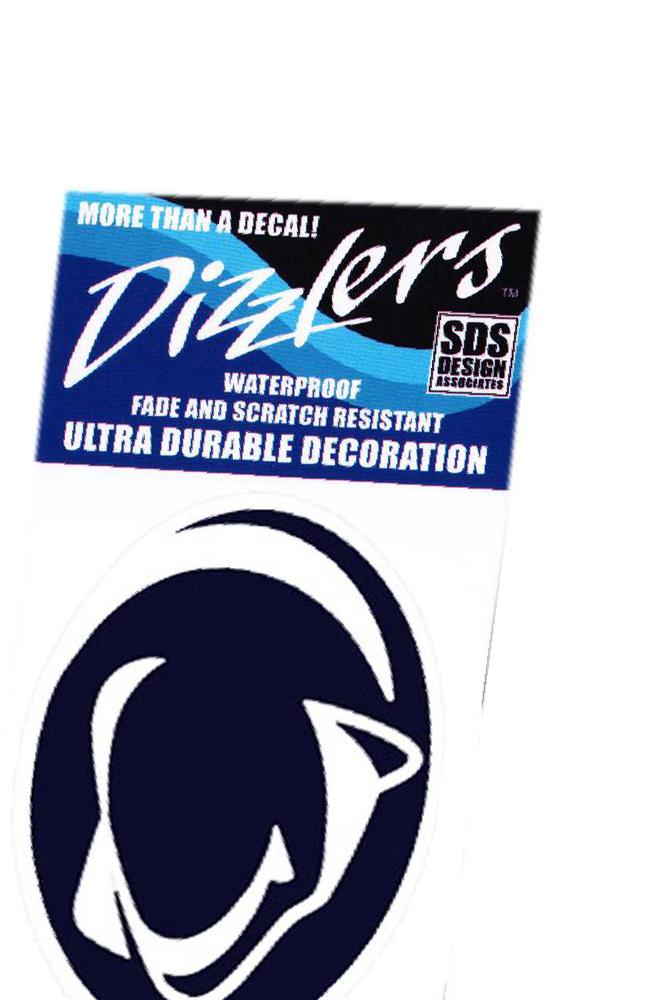 MORE THAN A DECAL!
Dizzlers TM
SDS
DESIGN
ASSOCIATES
WATERPROOF
FADE AND SCRATCH RESISTANT
ULTRA DURABLE DECORATION